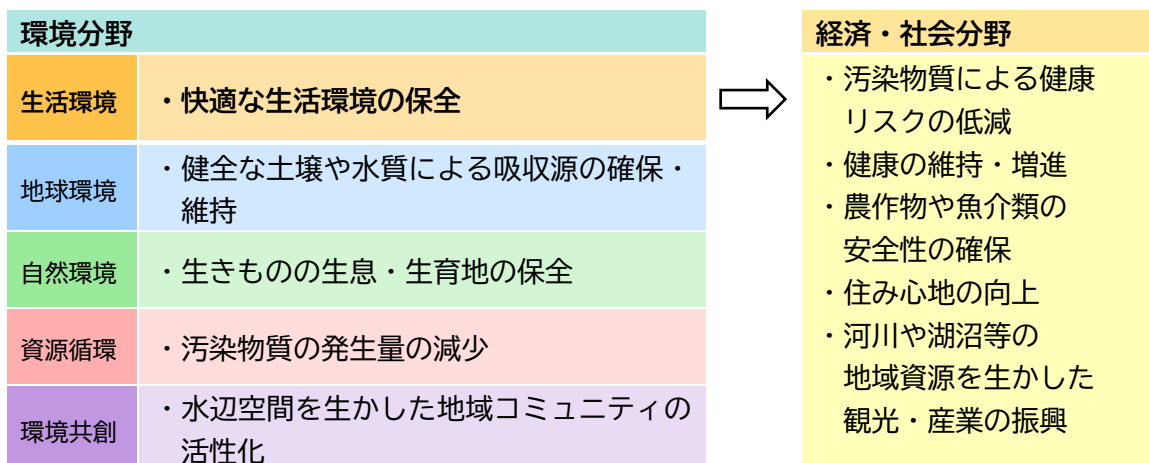 環境分野
生活環境
・快適な生活環境の保全
地球環境
・健全な土壌や水質による吸収源の確保・
維持
自然環境
・生きものの生息・生育地の保全
資源循環
・汚染物質の発生量の減少
環境共創
・水辺空間を生かした地域コミュニティの
活性化
経済・社会分野
・汚染物質による健康
リスクの低減
・健康の維持・増進
・農作物や魚介類の
安全性の確保
・住み心地の向上
・河川や湖沼等の
地域資源を生かした
観光・産業の振興